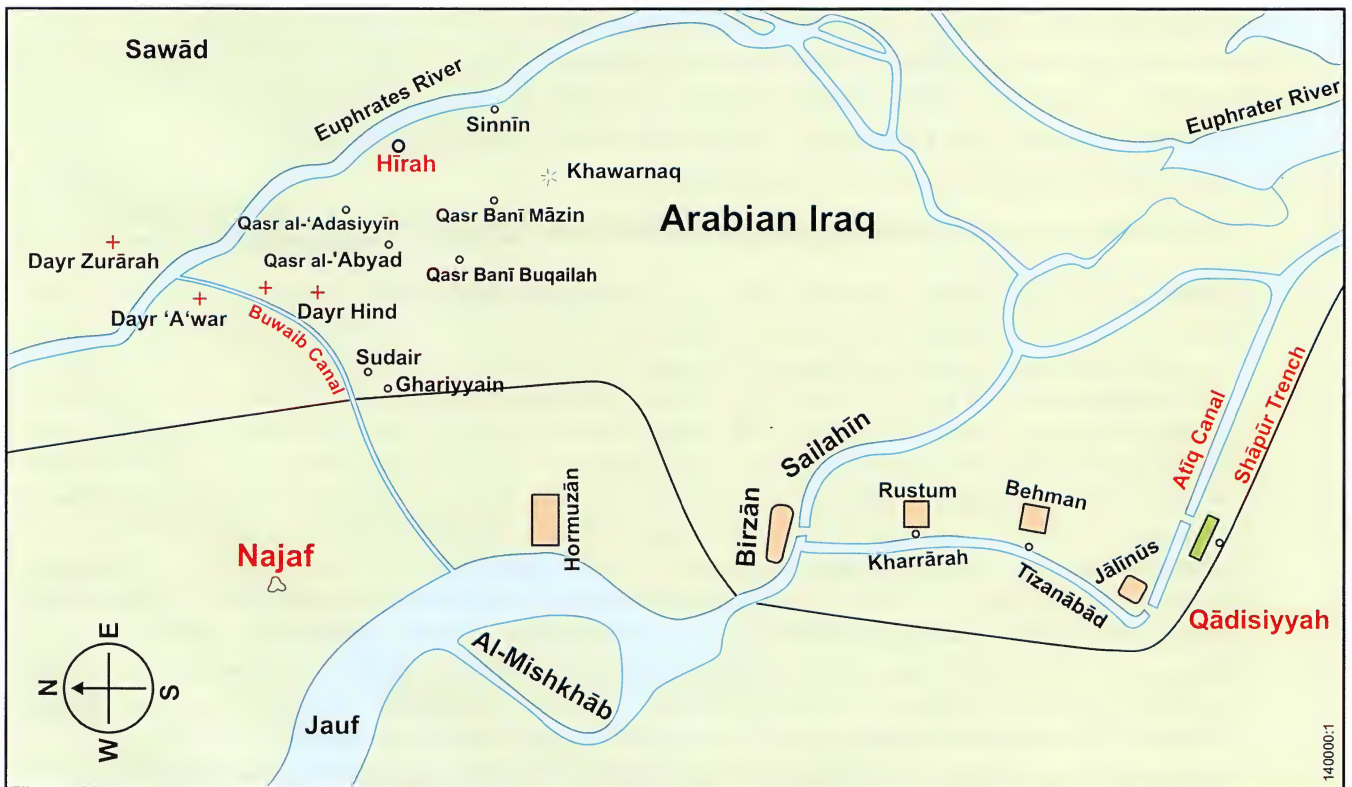 Sawād
Euphrates River
Euphrater River
Sinnīn
Hīrah
Khawarnaq
Qasr al-‘Adasiyyīn
Qasr Banī Māzin
Arabian Iraq
Dayr Zurārah
Qasr al-'Abyad
Qasr Banī Buqailah
Dayr ‘A‘war
Buwaib Canal
Dayr Hind
Sudair
Ghariyyain
Sailahīn
Atīq Canal
Shāpūr Trench
Hormuzān
Birzān
Rustum
Behman
Najaf
Kharrārah
Tīzanābād
Jālīnūs
Qādisiyyah
Al-Mishkhāb
Jauf
E
N
S
W
140000:1